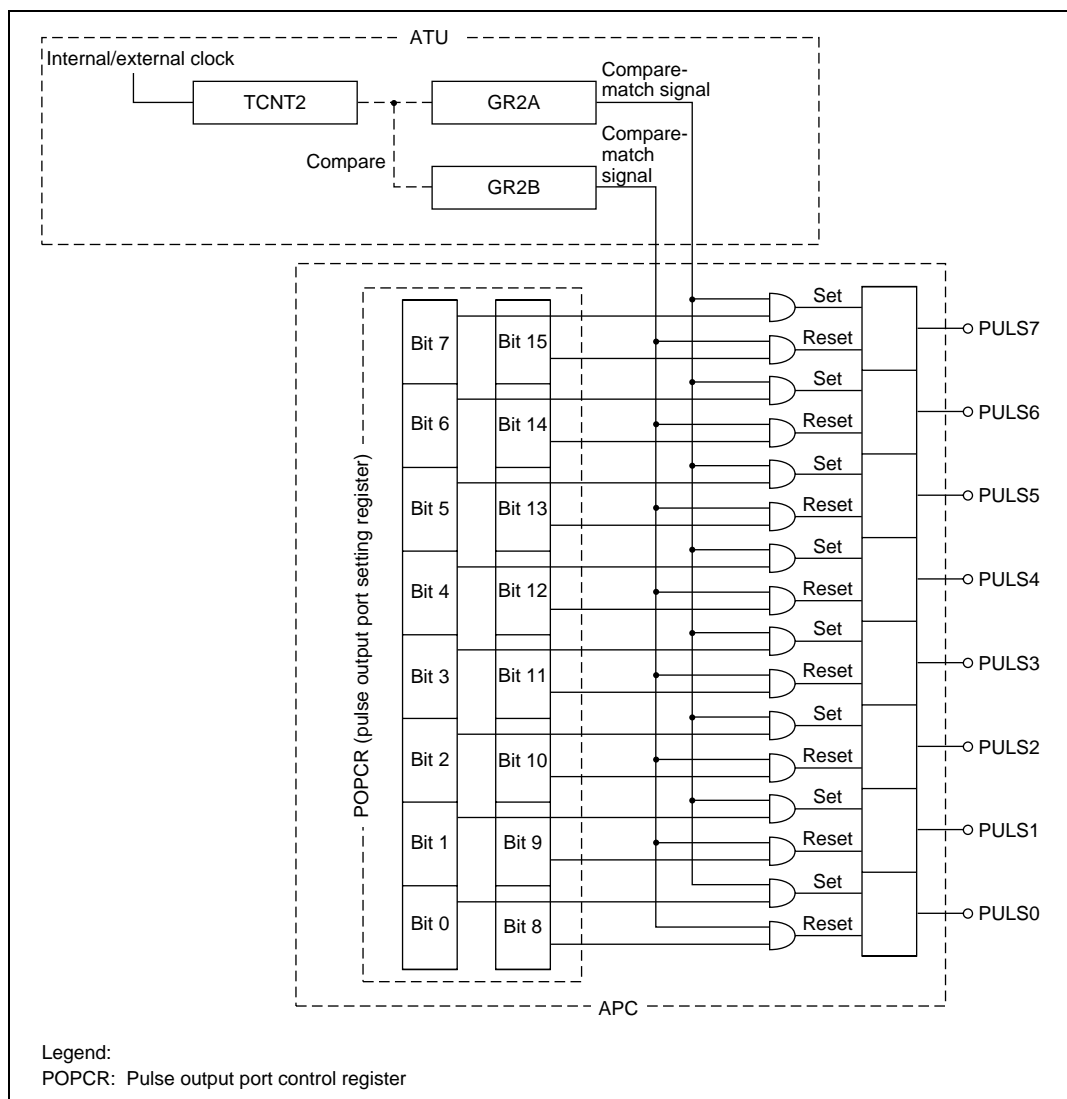 ATU
Internal/external clock
TCNT2
GR2A
Compare-
match signal
Compare
GR2B
Compare-
match
signal
POPCR (pulse output port setting register)
Bit 7
Bit 15
Set
Reset
PULS7
Bit 6
Bit 14
Set
Reset
PULS6
Bit 5
Bit 13
Set
Reset
PULS5
Bit 4
Bit 12
Set
Reset
PULS4
Bit 3
Bit 11
Set
Reset
PULS3
Bit 2
Bit 10
Set
Reset
PULS2
Bit 1
Bit 9
Set
Reset
PULS1
Bit 0
Bit 8
Set
Reset
PULS0
APC
Legend:
POPCR: Pulse output port control register